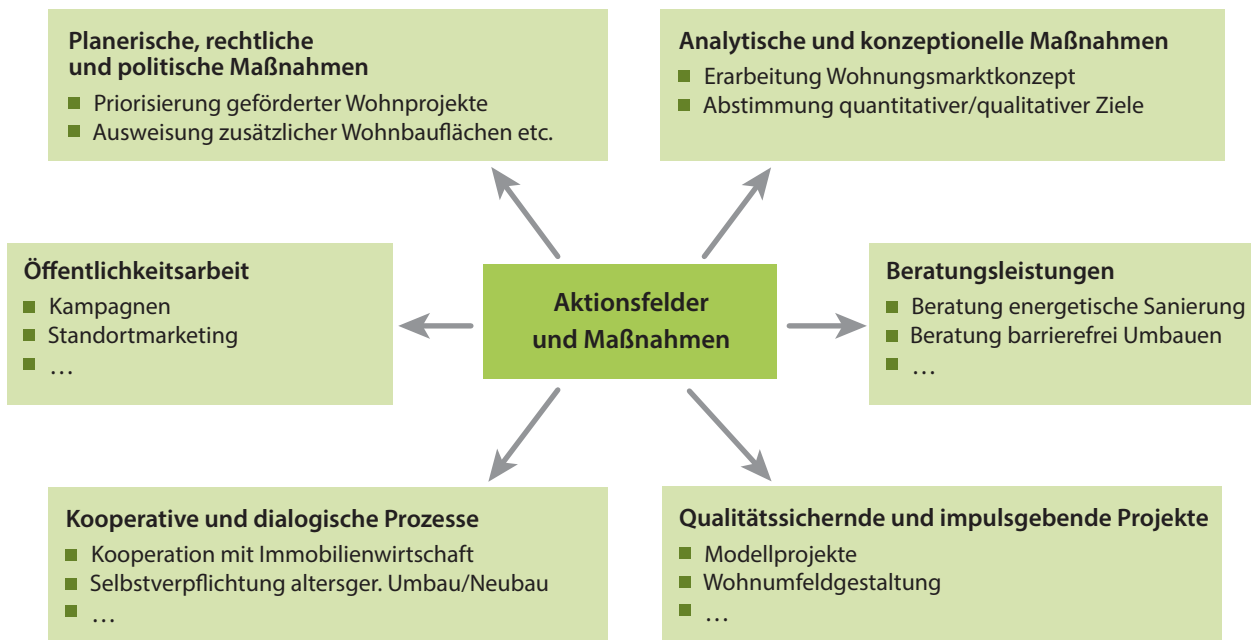 Planerische, rechtliche
und politische Maßnahmen
Priorisierung geförderter Wohnprojekte
Ausweisung zusätzlicher Wohnbauflächen etc.
Analytische und konzeptionelle Maßnahmen
Erarbeitung Wohnungsmarktkonzept
Abstimmung quantitativer/qualitativer Ziele
Öffentlichkeitsarbeit
Kampagnen
Standortmarketing
…
Aktionsfelder
und Maßnahmen
Beratungsleistungen
Beratung energetische Sanierung
Beratung barrierefrei Umbauen
…
Kooperative und dialogische Prozesse
Kooperation mit Immobilienwirtschaft
Selbstverpflichtung altersger. Umbau/Neubau
…
Qualitätssichernde und impulsgebende Projekte
Modellprojekte
Wohnumfeldgestaltung
…